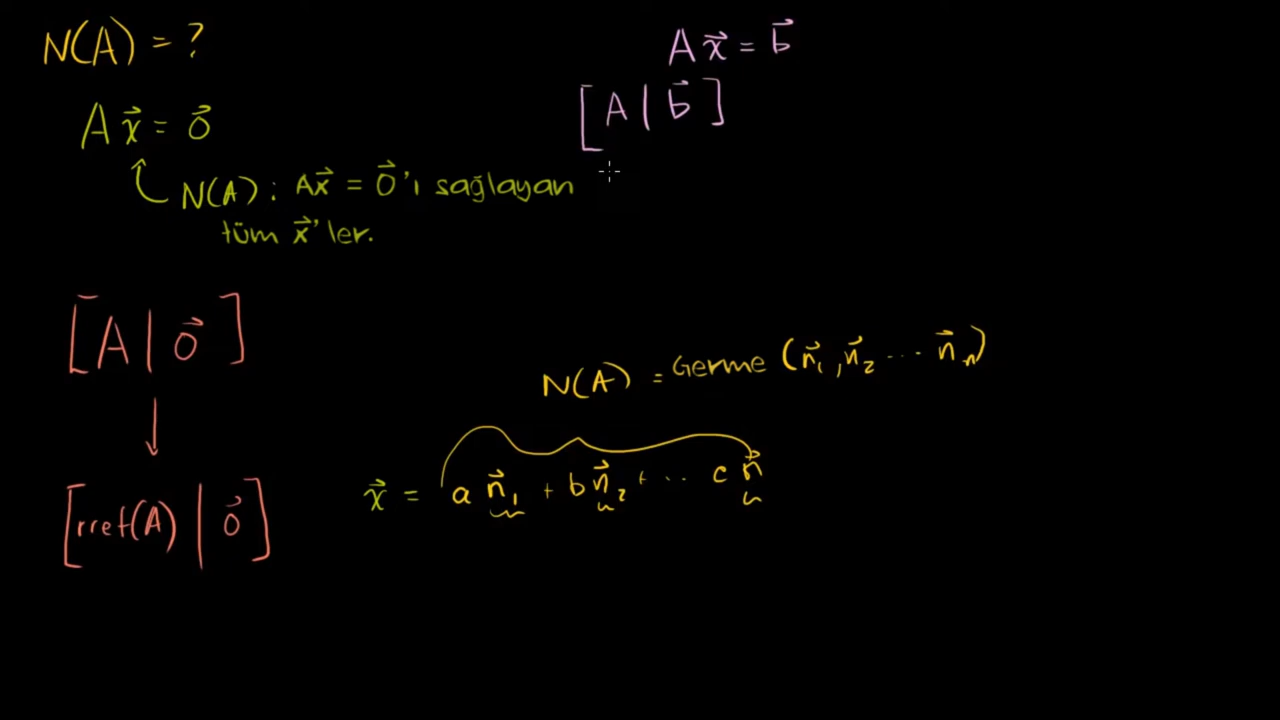 N(A) = ?
A x⃗ = 0⃗
N(A) : Ax⃗ = 0⃗'ı sağlayan
tüm x⃗'ler.
[A | 0⃗]
[rref(A) | 0⃗]
A x⃗ = b⃗
[A | b⃗]
N(A) = Germe (n⃗₁, n⃗₂ ... n⃗ₙ)
x⃗ = a n⃗₁ + b n⃗₂ + ... c n⃗